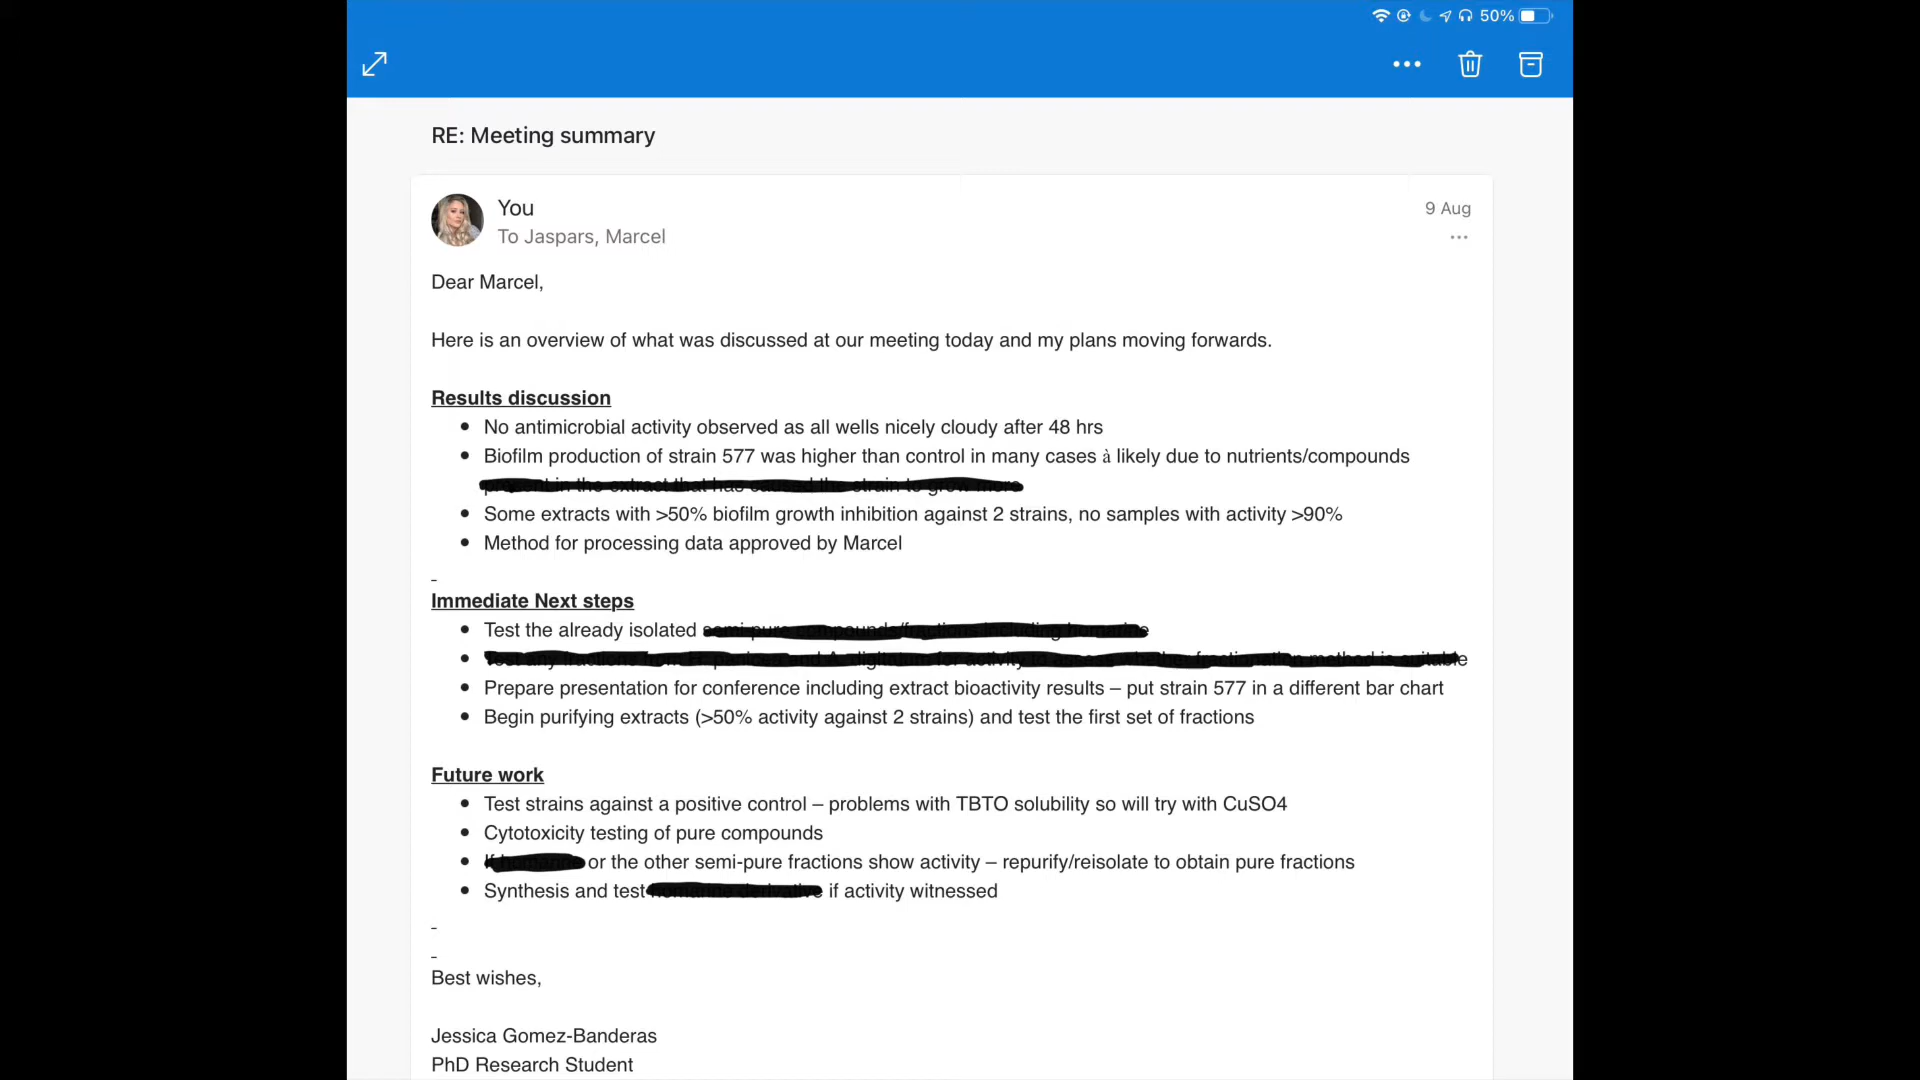 50%
RE: Meeting summary
You
9 Aug
To Jaspars, Marcel
Dear Marcel,
Here is an overview of what was discussed at our meeting today and my plans moving forwards.
Results discussion
No antimicrobial activity observed as all wells nicely cloudy after 48 hrs
Biofilm production of strain 577 was higher than control in many cases à likely due to nutrients/compounds
Some extracts with >50% biofilm growth inhibition against 2 strains, no samples with activity >90%
Method for processing data approved by Marcel
Immediate Next steps
Test the already isolated
Prepare presentation for conference including extract bioactivity results – put strain 577 in a different bar chart
Begin purifying extracts (>50% activity against 2 strains) and test the first set of fractions
Future work
Test strains against a positive control – problems with TBTO solubility so will try with CuSO4
Cytotoxicity testing of pure compounds
or the other semi-pure fractions show activity – repurify/reisolate to obtain pure fractions
Synthesis and test if activity witnessed
Best wishes,
Jessica Gomez-Banderas
PhD Research Student